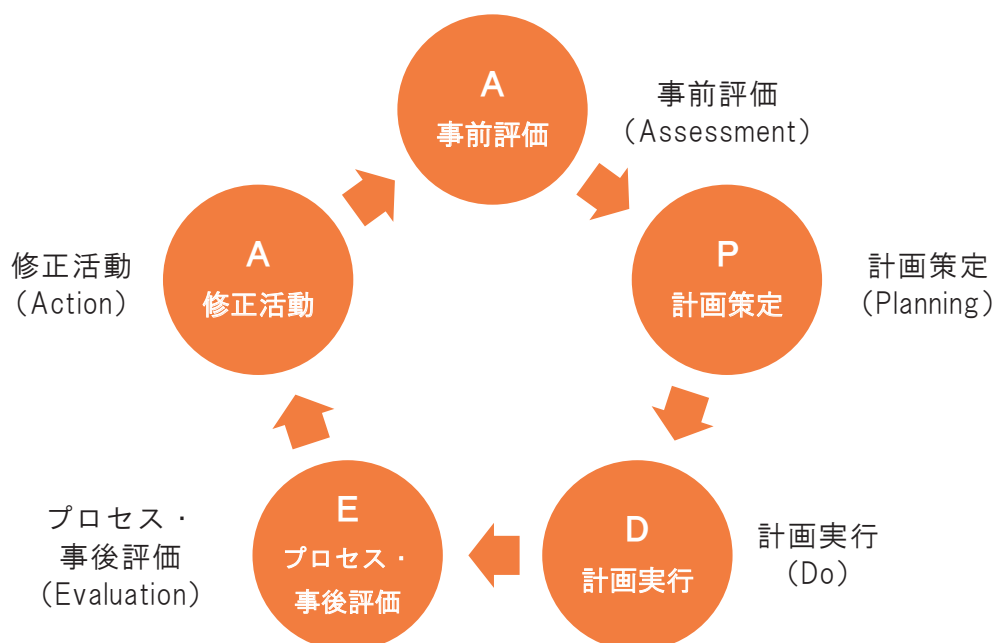 A
事前評価
事前評価
（Assessment）
P
計画策定
計画策定
（Planning）
D
計画実行
計画実行
（Do）
E
プロセス・
事後評価
プロセス・
事後評価
（Evaluation）
A
修正活動
修正活動
（Action）